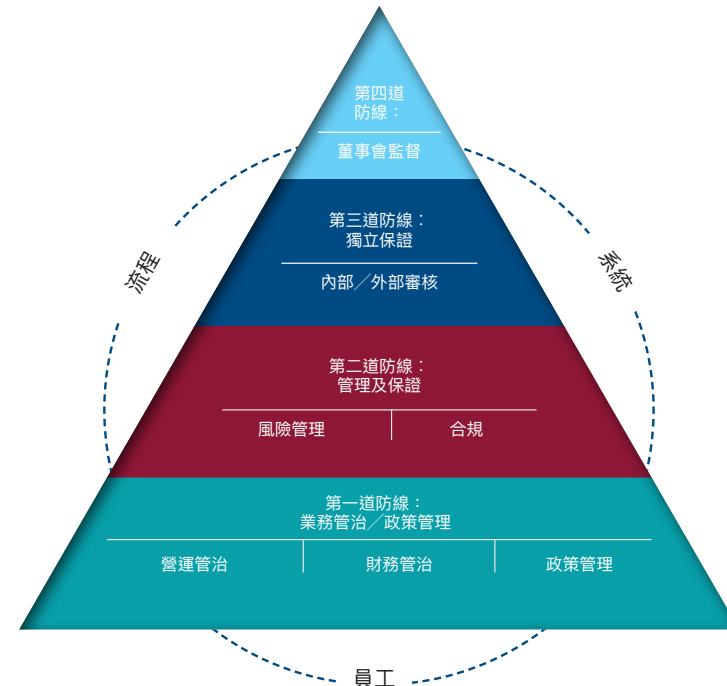 第四道
防線：
董事會監督
第三道防線：
獨立保證
內部／外部審核
流程
系統
第二道防線：
管理及保證
風險管理
合規
第一道防線：
業務管治／政策管理
營運管治
財務管治
政策管理
員工